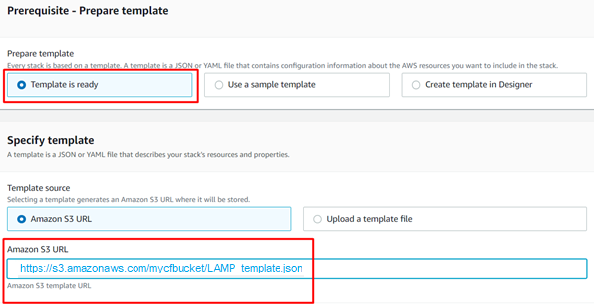 Prerequisite - Prepare template
Prepare template
Every stack is based on a template. A template is a JSON or YAML file that contains configuration information about the AWS resources you want to include in the stack.
Template is ready
Use a sample template
Create template in Designer
Specify template
A template is a JSON or YAML file that describes your stack's resources and properties.
Template source
Selecting a template generates an Amazon S3 URL where it will be stored.
Amazon S3 URL
Upload a template file
Amazon S3 URL
https://s3.amazonaws.com/mycfbucket/LAMP_template.json
Amazon S3 template URL